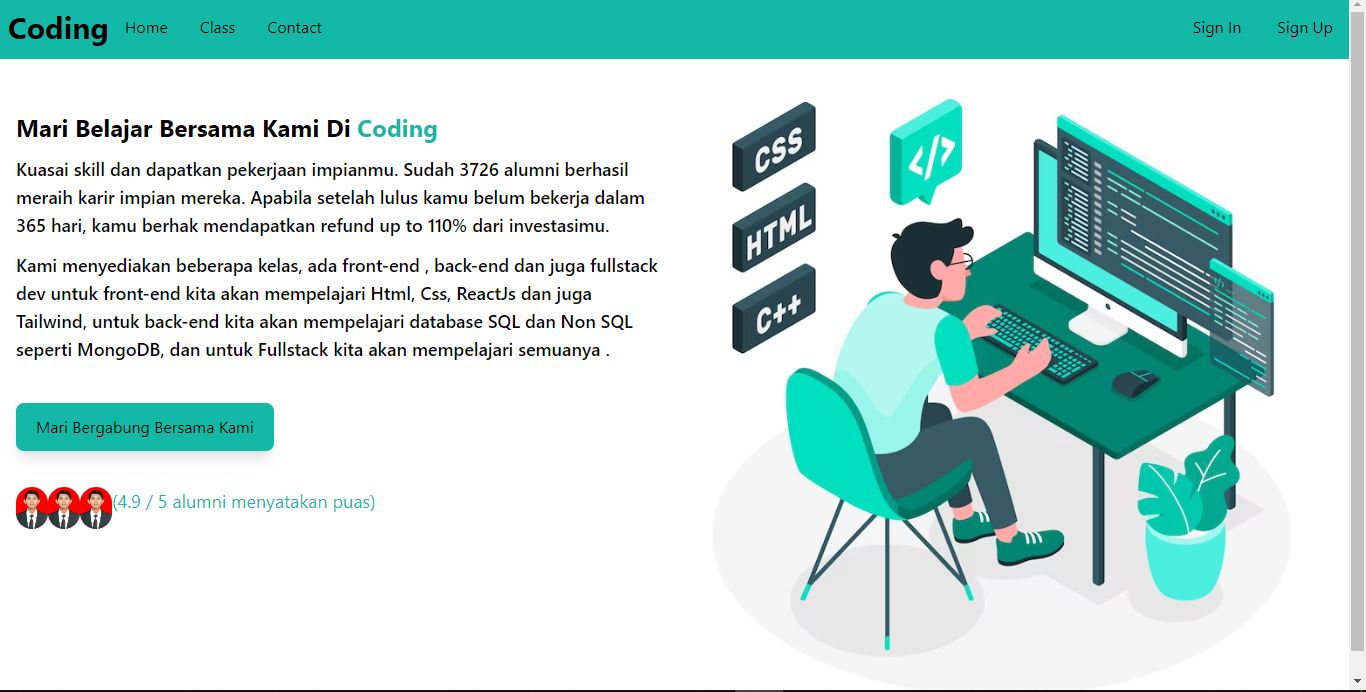 Coding Home Class Contact Sign In Sign Up
Mari Belajar Bersama Kami Di Coding
Kuasai skill dan dapatkan pekerjaan impianmu. Sudah 3726 alumni berhasil
meraih karir impian mereka. Apabila setelah lulus kamu belum bekerja dalam
365 hari, kamu berhak mendapatkan refund up to 110% dari investasimu.
Kami menyediakan beberapa kelas, ada front-end , back-end dan juga fullstack
dev untuk front-end kita akan mempelajari Html, Css, ReactJs dan juga
Tailwind, untuk back-end kita akan mempelajari database SQL dan Non SQL
seperti MongoDB, dan untuk Fullstack kita akan mempelajari semuanya .
Mari Bergabung Bersama Kami
(4.9 / 5 alumni menyatakan puas)
CSS
</>
HTML
C++